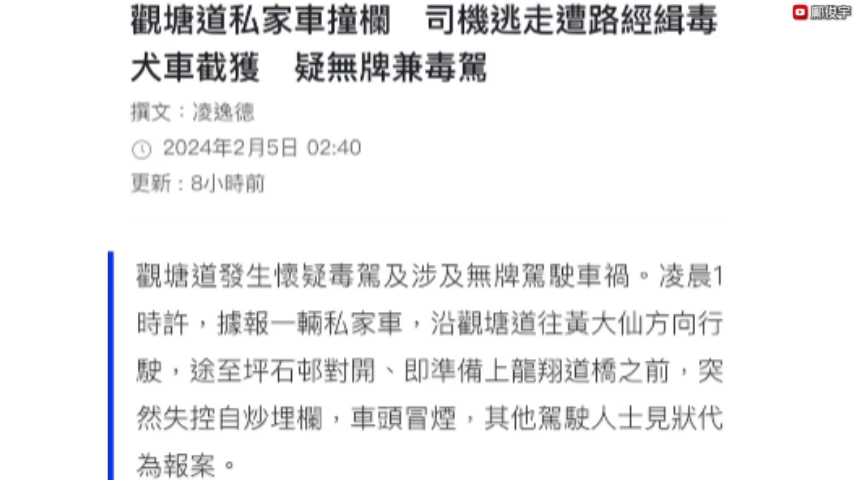 鄺俊宇
觀塘道私家車撞欄　司機逃走遭路經緝毒
犬車截獲　疑無牌兼毒駕
撰文：凌逸德
2024年2月5日 02:40
更新：8小時前
觀塘道發生懷疑毒駕及涉及無牌駕駛車禍。凌晨1
時許，據報一輛私家車，沿觀塘道往黃大仙方向行
駛，途至坪石邨對開、即準備上龍翔道橋之前，突
然失控自炒埋欄，車頭冒煙，其他駕駛人士見狀代
為報案。